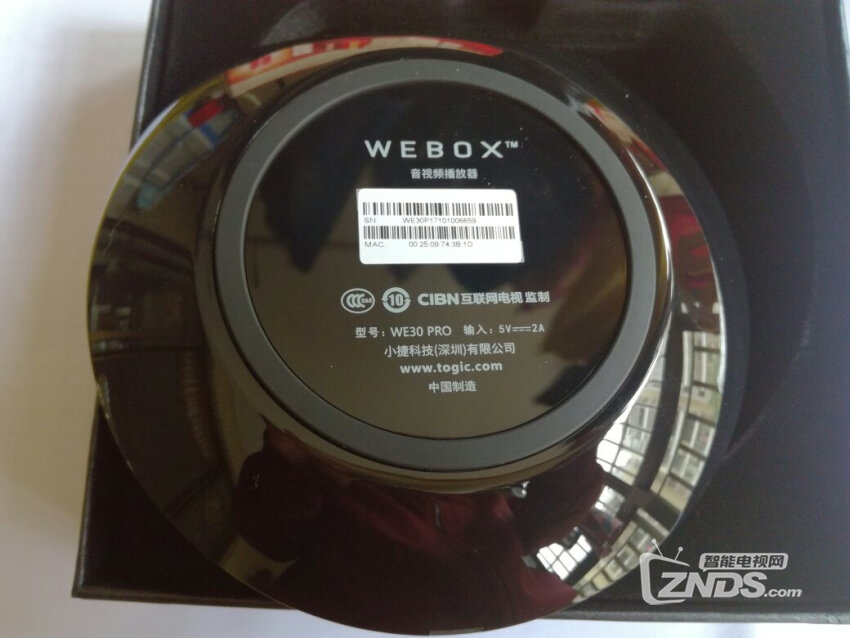 WEBOX™
音视频播放器
SN: WE30P17101006659
MAC: 00:25:09:74:3B:1D
CCC S&E 10 CIBN互联网电视 监制
型号: WE30 PRO 输入: 5V⎓2A
小捷科技(深圳)有限公司
www.togic.com
中国制造
智能电视网
ZNDS.com